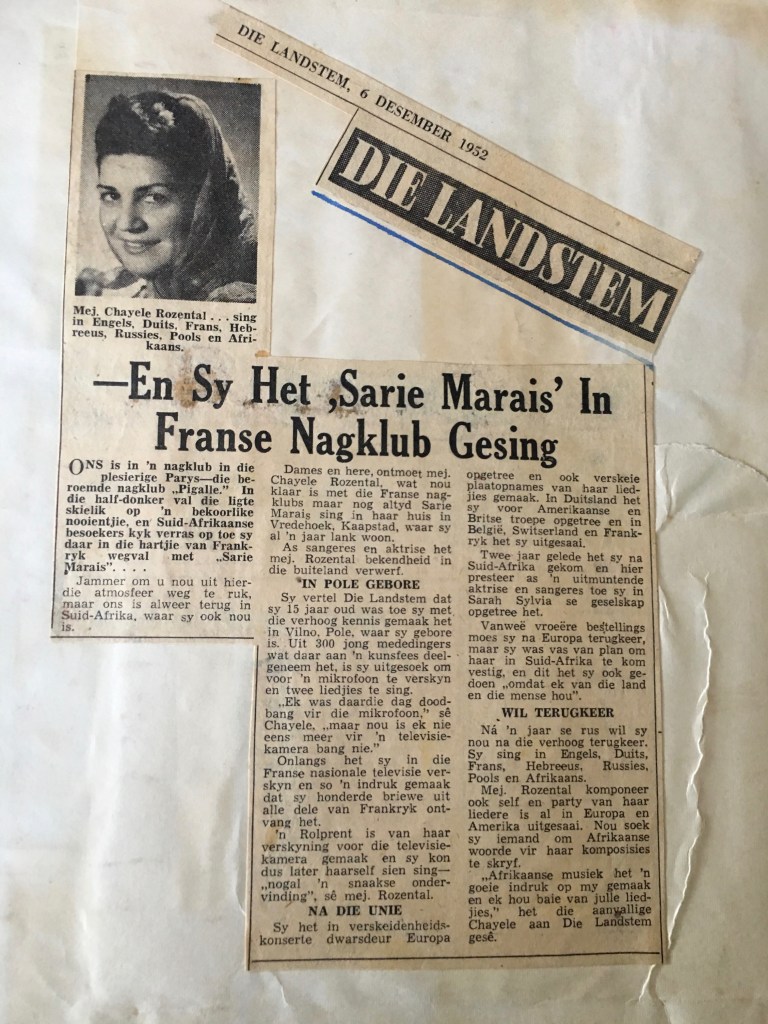 DIE LANDSTEM, 6 DESEMBER 1952
DIE LANDSTEM
Mej. Chayele Rozental . . . sing
in Engels, Duits, Frans, Heb-
reeus, Russies, Pools en Afri-
kaans.
—En Sy Het ‚Sarie Marais’ In
Franse Nagklub Gesing
ONS is in 'n nagklub in die
plesierige Parys—die be-
roemde nagklub „Pigalle.” In
die half-donker val die ligte
skielik op 'n bekoorlike
nooientjie, en Suid-Afrikaanse
besoekers kyk verras op toe sy
daar in die hartjie van Frank-
ryk wegval met „Sarie
Marais”. . . .
Jammer om u nou uit hier-
die atmosfeer weg te ruk,
maar ons is alweer terug in
Suid-Afrika, waar sy ook nou
is.
Dames en here, ontmoet mej.
Chayele Rozental, wat nou
klaar is met die Franse nag-
klubs maar nog altyd Sarie
Marais sing in haar huis in
Vredehoek, Kaapstad, waar sy
al 'n jaar lank woon.
As sangeres en aktrise het
mej. Rozental bekendheid in
die buiteland verwerf.
IN POLE GEBORE
Sy vertel Die Landstem dat
sy 15 jaar oud was toe sy met
die verhoog kennis gemaak het
in Vilno, Pole, waar sy gebore
is. Uit 300 jong mededingers
wat daar aan 'n kunsfees deel-
geneem het, is sy uitgesoek om
voor 'n mikrofoon te verskyn
en twee liedjies te sing.
„Ek was daardie dag dood-
bang vir die mikrofoon,” sê
Chayele, „maar nou is ek nie
eens meer vir 'n televisie-
kamera bang nie.”
Onlangs het sy in die
Franse nasionale televisie ver-
skyn en so 'n indruk gemaak
dat sy honderde briewe uit
alle dele van Frankryk ont-
vang het.
'n Rolprent is van haar
verskyning voor die televisie-
kamera gemaak en sy kon
dus later haarself sien sing—
„nogal 'n snaakse onder-
vinding”, sê mej. Rozental.
NA DIE UNIE
Sy het in verskeidenheids-
konserte dwarsdeur Europa
opgetree en ook verskeie
plaatopnames van haar lied-
jies gemaak. In Duitsland het
sy voor Amerikaanse en
Britse troepe opgetree en in
België, Switserland en Frank-
ryk het sy uitgesaai.
Twee jaar gelede het sy na
Suid-Afrika gekom en hier
presteer as 'n uitmuntende
aktrise en sangeres toe sy in
Sarah Sylvia se geselskap
opgetree het.
Vanweë vroeëre bestellings
moes sy na Europa terugkeer,
maar sy was vas van plan om
haar in Suid-Afrika te kom
vestig, en dit het sy ook ge-
doen „omdat ek van die land
en die mense hou”.
WIL TERUGKEER
Ná 'n jaar se rus wil sy
nou na die verhoog terugkeer.
Sy sing in Engels, Duits,
Frans, Hebreeus, Russies,
Pools en Afrikaans.
Mej. Rozental komponeer
ook self en party van haar
liedere is al in Europa en
Amerika uitgesaai. Nou soek
sy iemand om Afrikaanse
woorde vir haar komposisies
te skryf.
„Afrikaanse musiek het 'n
goeie indruk op my gemaak
en ek hou baie van julle lied-
jies,” het die aanvallige
Chayele aan Die Landstem
gesê.